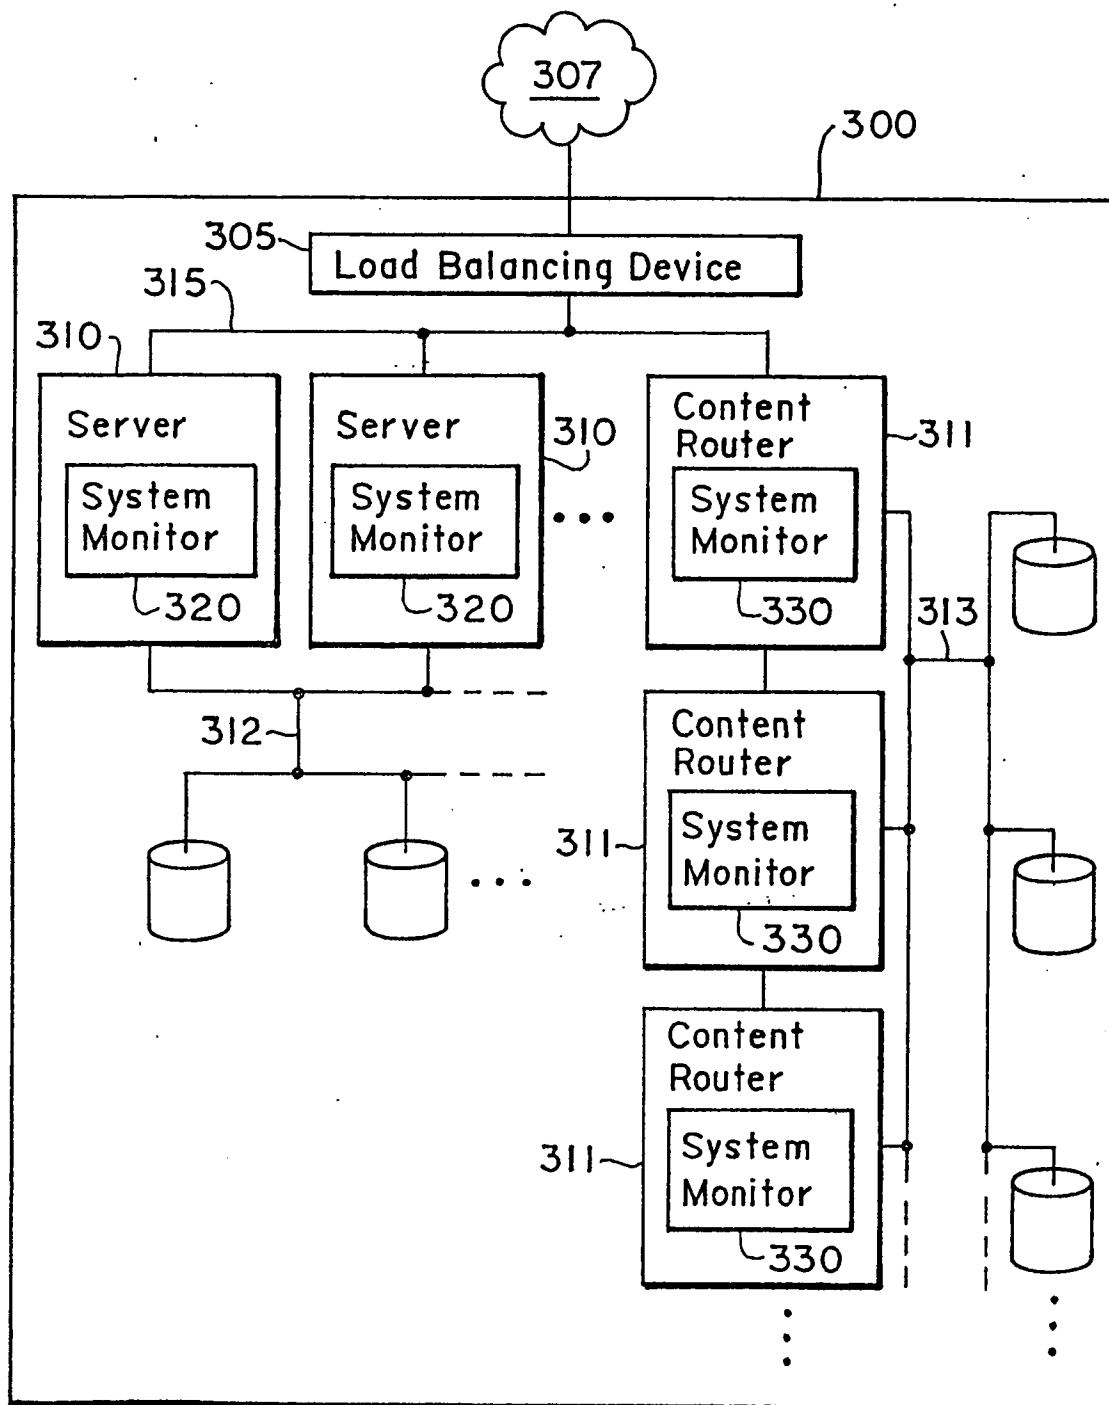 307
300
305
Load Balancing Device
315
310
Server
System
Monitor
320
Server
310
System
Monitor
320
Content
Router
311
System
Monitor
330
313
312
Content
Router
311
System
Monitor
330
Content
Router
311
System
Monitor
330